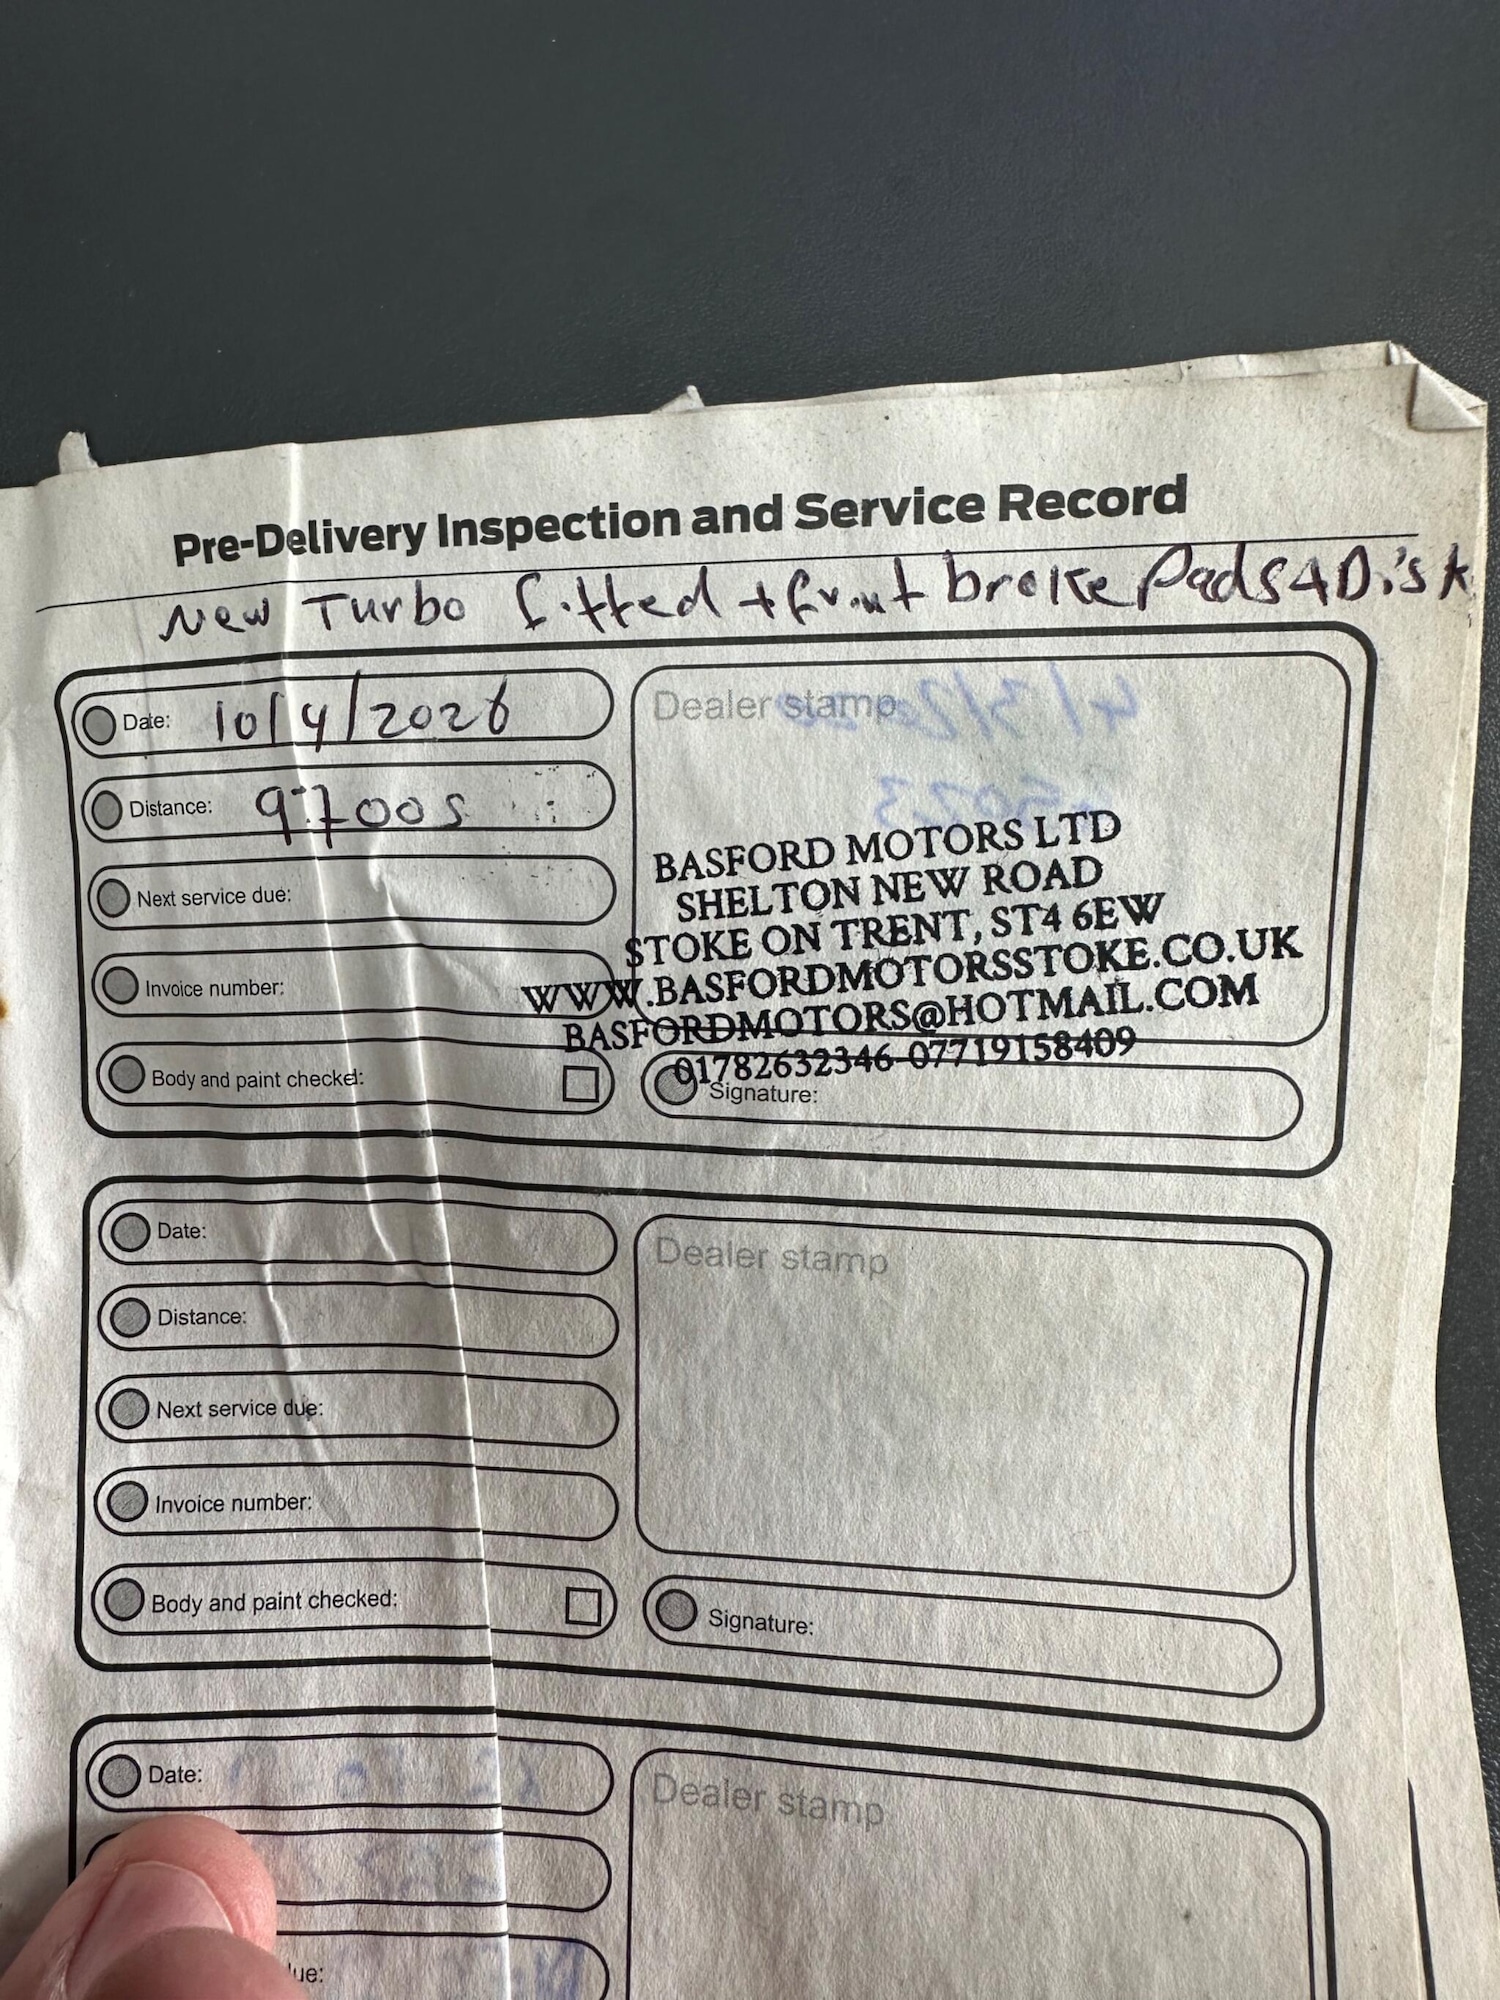 Pre-Delivery Inspection and Service Record
New Turbo fitted + front brake Pads & Disk
Date: 10/4/2026
Distance: 97005
Next service due:
Invoice number:
Body and paint checked:
Dealer stamp
BASFORD MOTORS LTD
SHELTON NEW ROAD
STOKE ON TRENT, ST4 6EW
WWW.BASFORDMOTORSSTOKE.CO.UK
BASFORDMOTORS@HOTMAIL.COM
01782632346 07719158409
Signature:
Date:
Distance:
Next service due:
Invoice number:
Body and paint checked:
Dealer stamp
Signature:
Date:
Dealer stamp